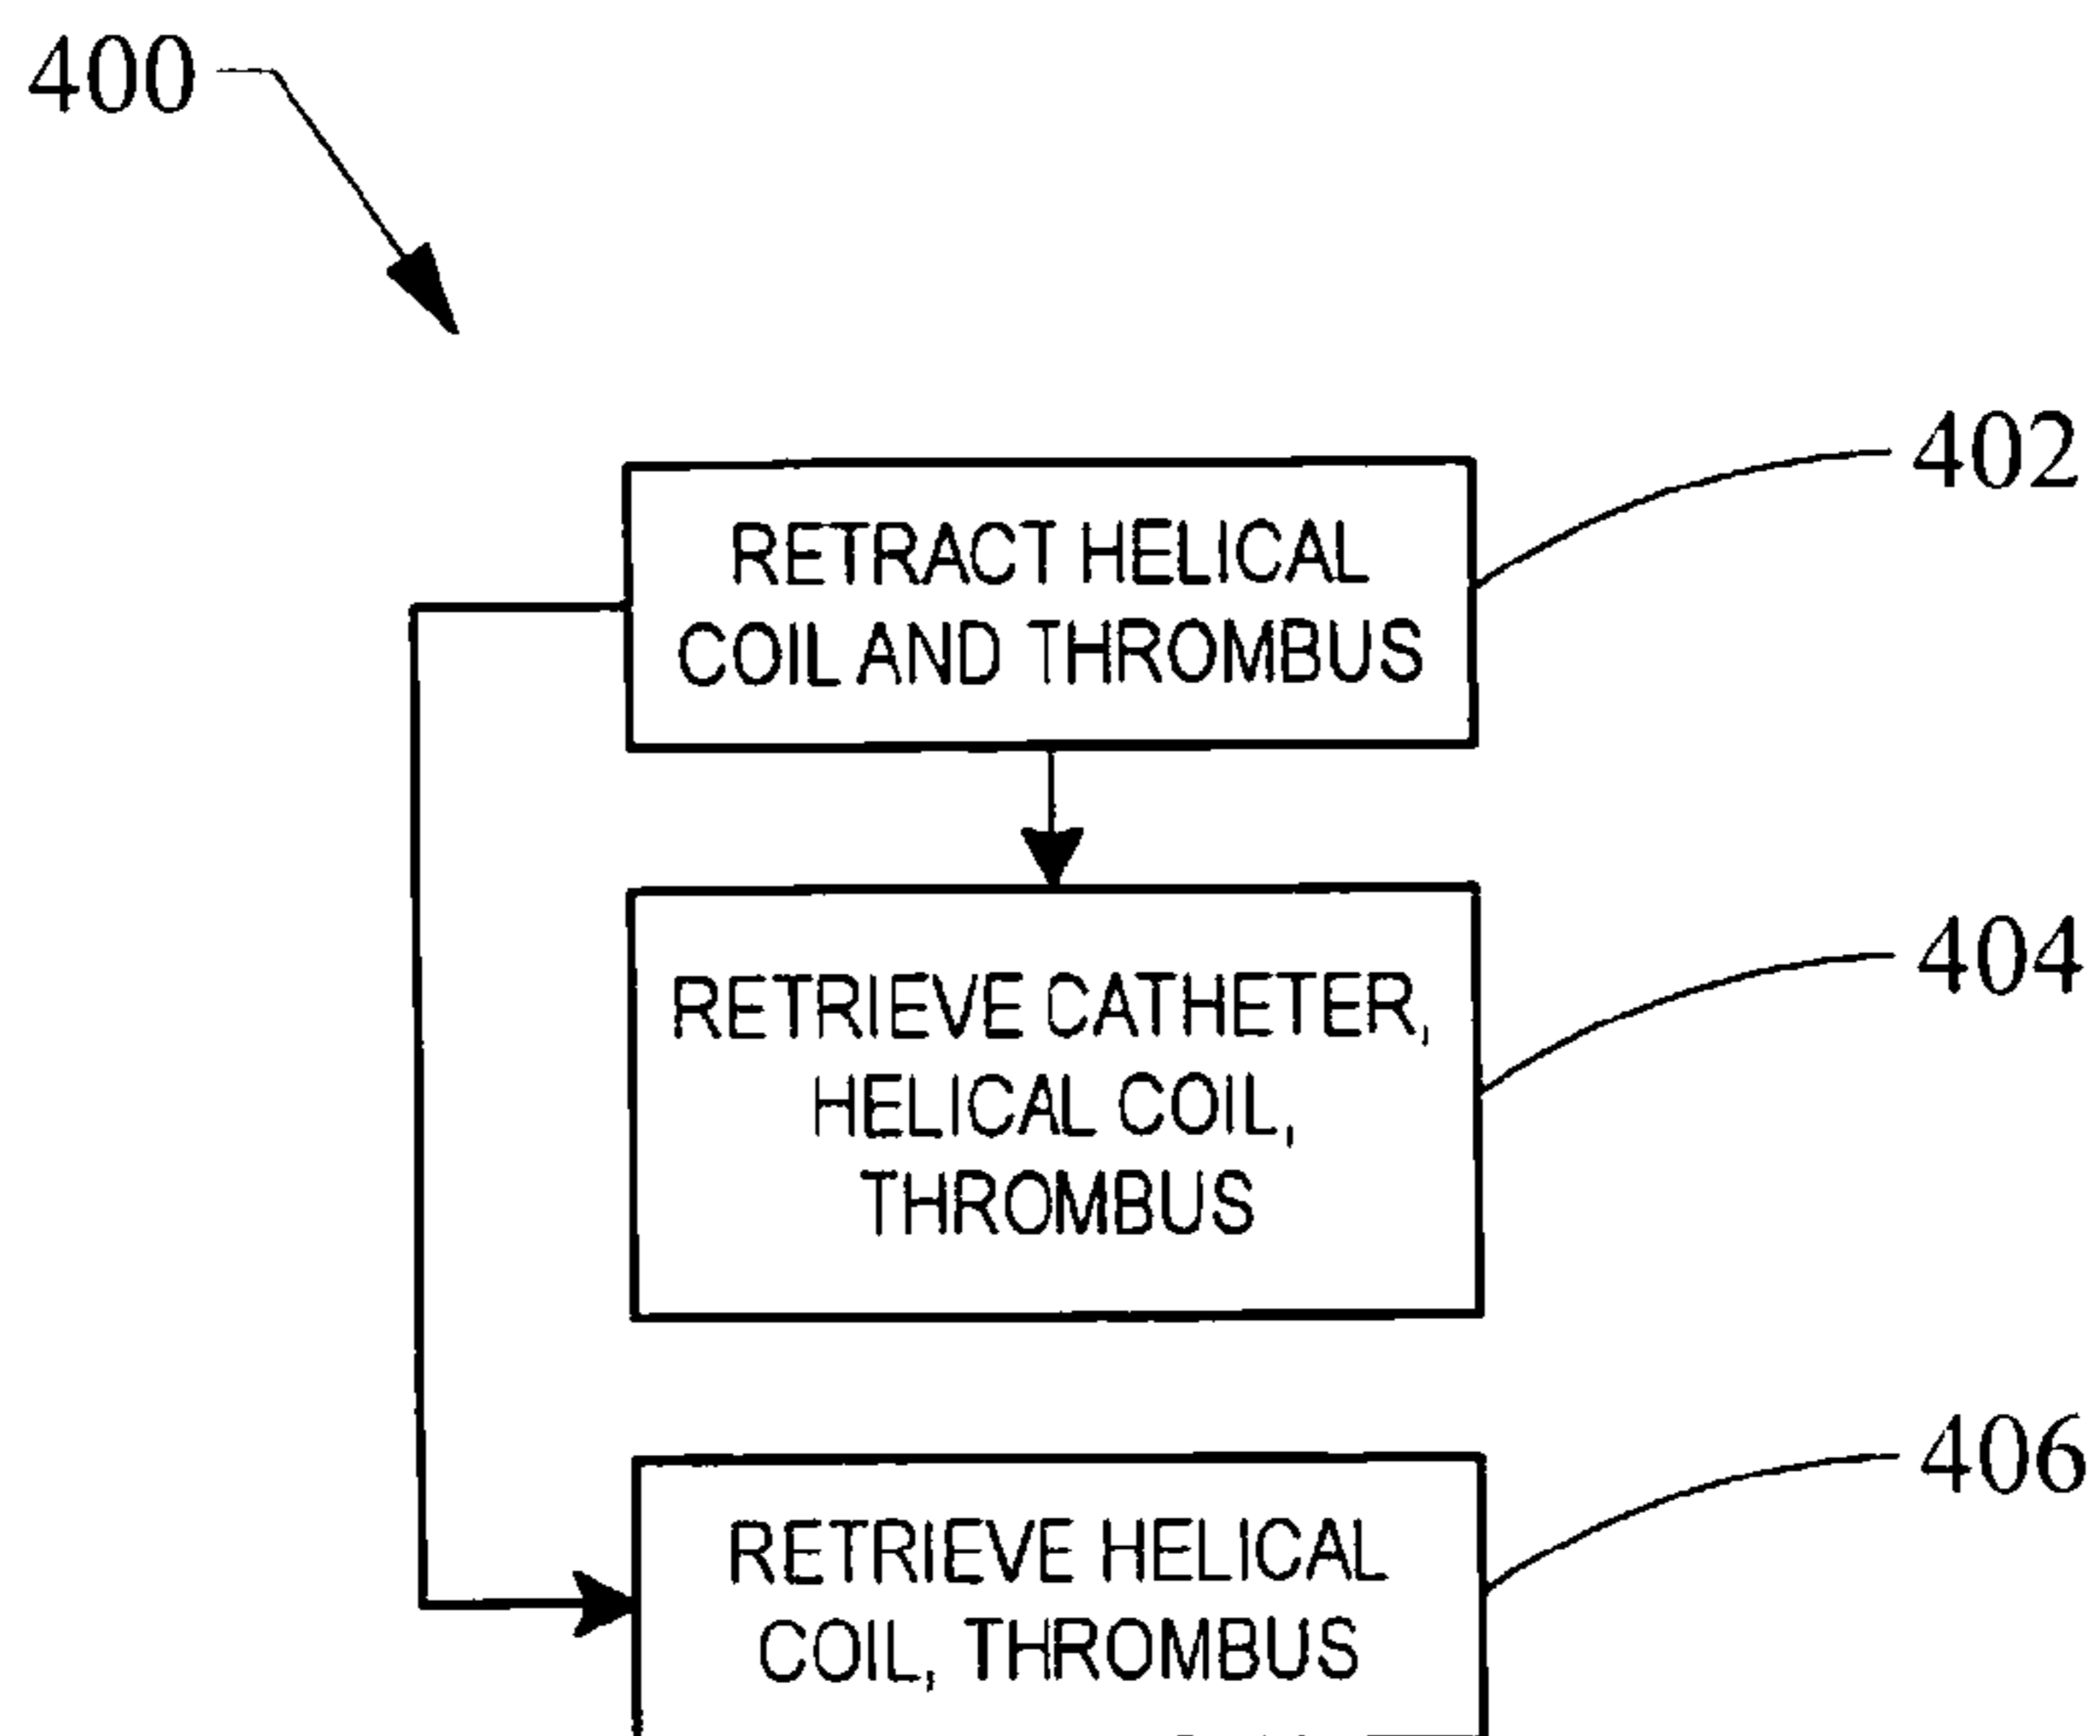 400
402
RETRACT HELICAL
COIL AND THROMBUS
404
RETRIEVE CATHETER,
HELICAL COIL,
THROMBUS
406
RETRIEVE HELICAL
COIL, THROMBUS